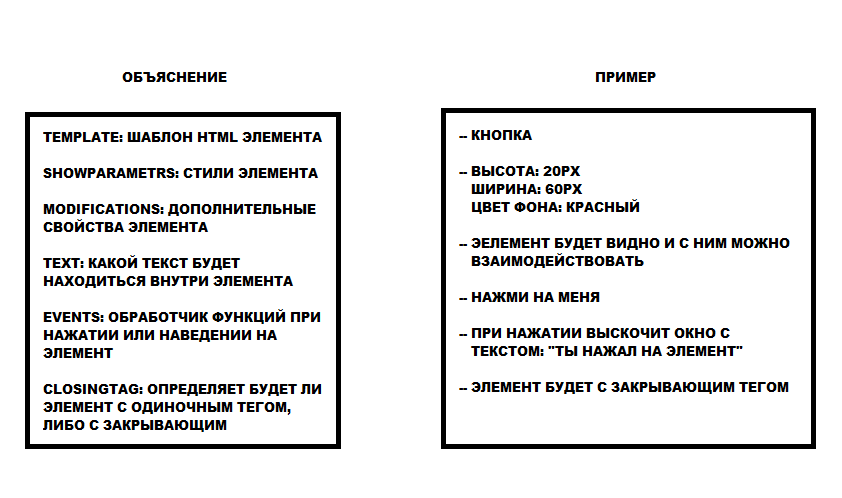 ОБЪЯСНЕНИЕ
TEMPLATE: ШАБЛОН HTML ЭЛЕМЕНТА
SHOWPARAMETRS: СТИЛИ ЭЛЕМЕНТА
MODIFICATIONS: ДОПОЛНИТЕЛЬНЫЕ
СВОЙСТВА ЭЛЕМЕНТА
TEXT: КАКОЙ ТЕКСТ БУДЕТ
НАХОДИТЬСЯ ВНУТРИ ЭЛЕМЕНТА
EVENTS: ОБРАБОТЧИК ФУНКЦИЙ ПРИ
НАЖАТИИ ИЛИ НАВЕДЕНИИ НА
ЭЛЕМЕНТ
CLOSINGTAG: ОПРЕДЕЛЯЕТ БУДЕТ ЛИ
ЭЛЕМЕНТ С ОДИНОЧНЫМ ТЕГОМ,
ЛИБО С ЗАКРЫВАЮЩИМ
ПРИМЕР
-- КНОПКА
-- ВЫСОТА: 20PX
ШИРИНА: 60PX
ЦВЕТ ФОНА: КРАСНЫЙ
-- ЭЕЛЕМЕНТ БУДЕТ ВИДНО И С НИМ МОЖНО
ВЗАИМОДЕЙСТВОВАТЬ
-- НАЖМИ НА МЕНЯ
-- ПРИ НАЖАТИИ ВЫСКОЧИТ ОКНО С
ТЕКСТОМ: "ТЫ НАЖАЛ НА ЭЛЕМЕНТ"
-- ЭЛЕМЕНТ БУДЕТ С ЗАКРЫВАЮЩИМ ТЕГОМ